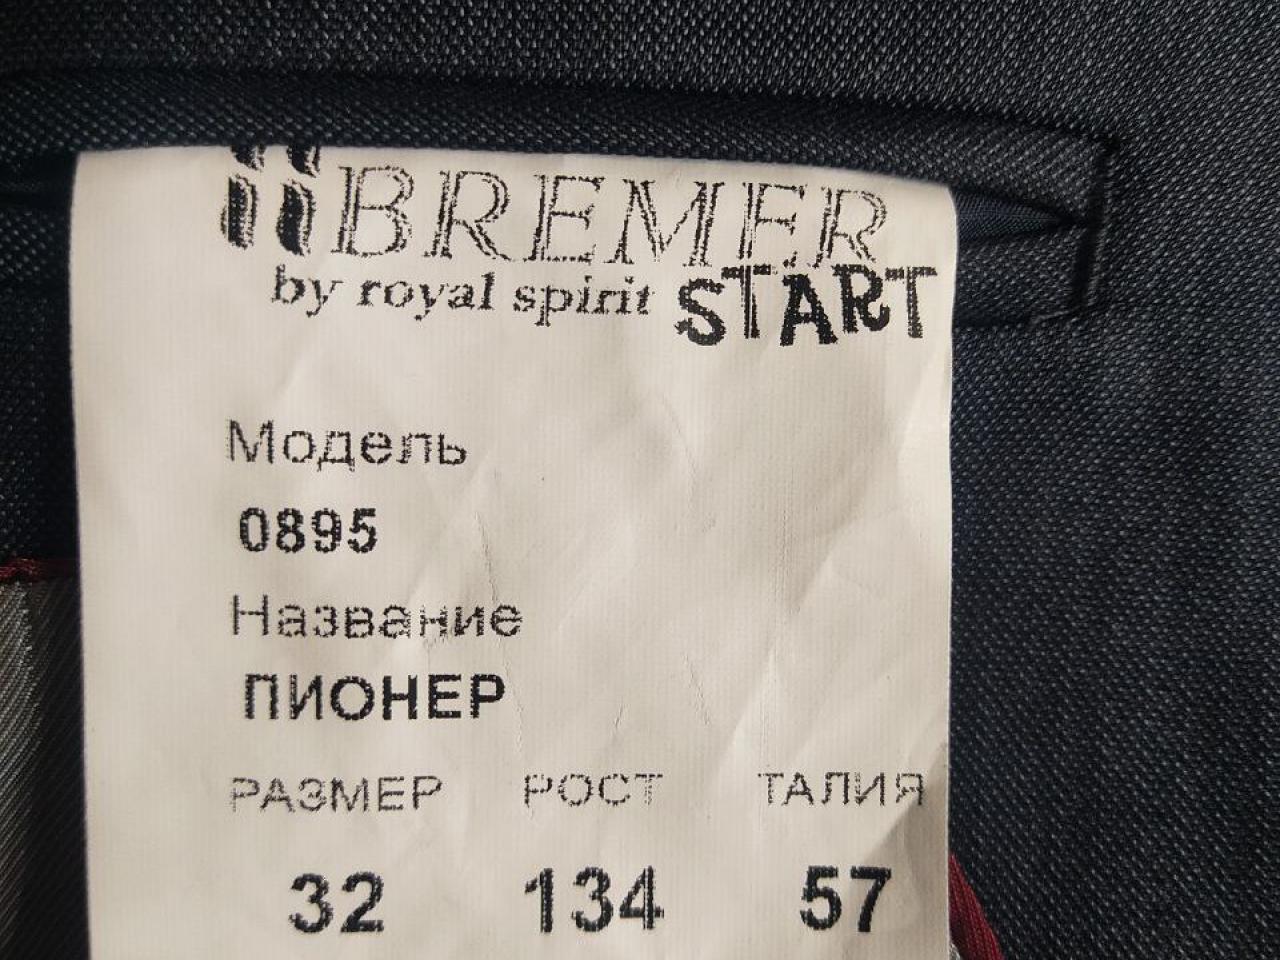 BREMER
by royal spirit START
Модель
0895
Название
ПИОНЕР
РАЗМЕР РОСТ ТАЛИЯ
32 134 57